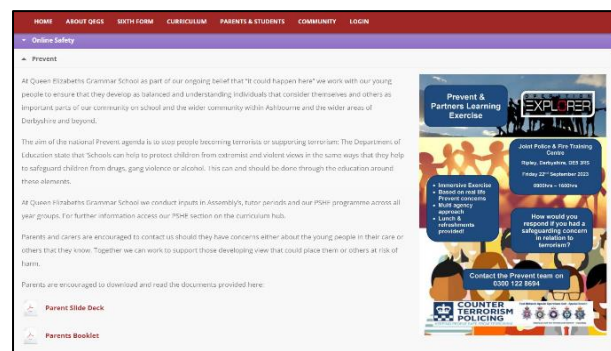 HOME ABOUT QEGS SIXTH FORM CURRICULUM PARENTS & STUDENTS COMMUNITY LOGIN
Online Safety
Prevent
At Queen Elizabeths Grammar School as part of our ongoing belief that "it could happen here" we work with our young
people to ensure that they develop as balanced and understanding individuals that consider themselves and others as
important parts of our community on school and the wider community within Ashbourne and the wider areas of
Derbyshire and beyond.
The aim of the national Prevent agenda is to stop people becoming terrorists or supporting terrorism: The Department of
Education state that 'Schools can help to protect children from extremist and violent views in the same ways that they help
to safeguard children from drugs, gang violence or alcohol. This can and should be done through the education around
these elements.
At Queen Elizabeths Grammar School we conduct inputs in Assembly's, tutor periods and our PSHE programme across all
year groups. For further information access our PSHE section on the curriculum hub.
Parents and carers are encouraged to contact us should they have concerns either about the young people in their care or
others that they know. Together we can work to support those developing view that could place them or others at risk of
harm.
Parents are encouraged to download and read the documents provided here:
Parent Slide Deck
Parents Booklet
Prevent &
Partners Learning
Exercise
EXPLORER
Joint Police & Fire Training
Centre
Ripley, Derbyshire, DE5 3RS
Friday 22nd September 2023
0900hrs – 1600hrs
• Immersive Exercise
• Based on real life
Prevent concerns
• Multi agency
approach
• Lunch &
refreshments
provided!
How would you
respond if you had a
safeguarding concern
in relation to
terrorism?
Contact the Prevent team on
0300 122 8694
COUNTER
TERRORISM
POLICING